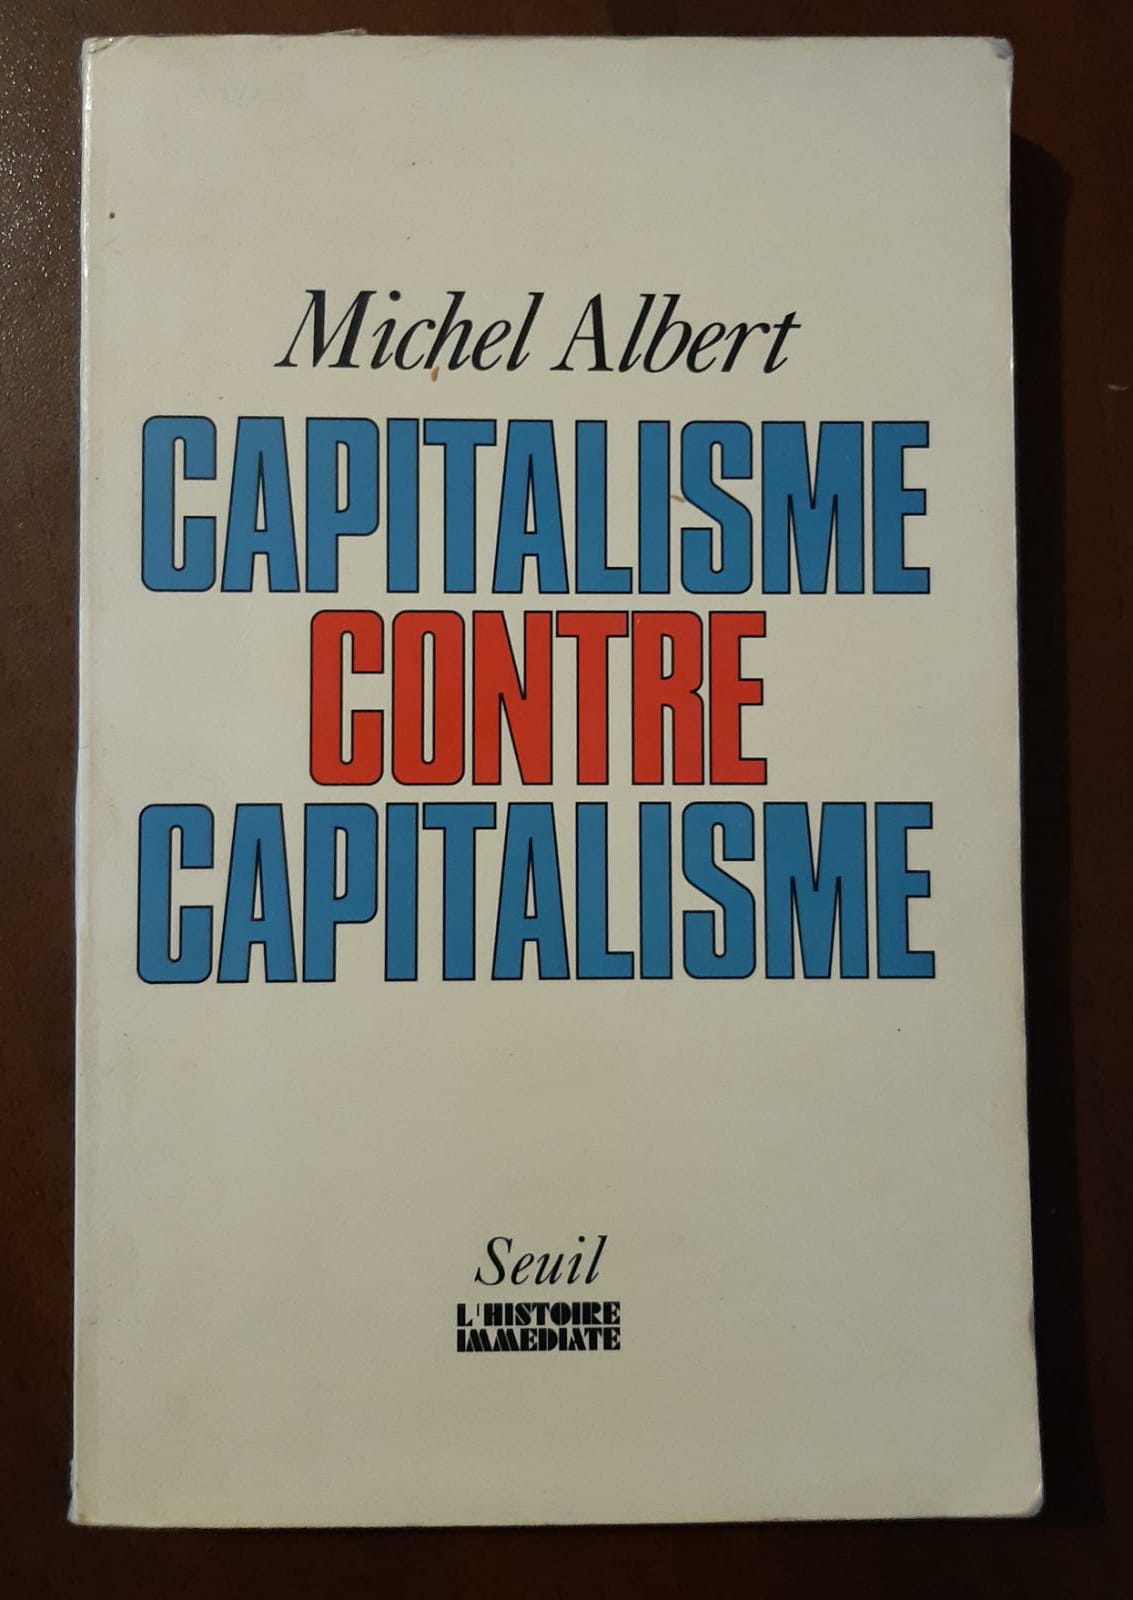 Michel Albert
CAPITALISME
CONTRE
CAPITALISME
Seuil
L'HISTOIRE
IMMEDIATE